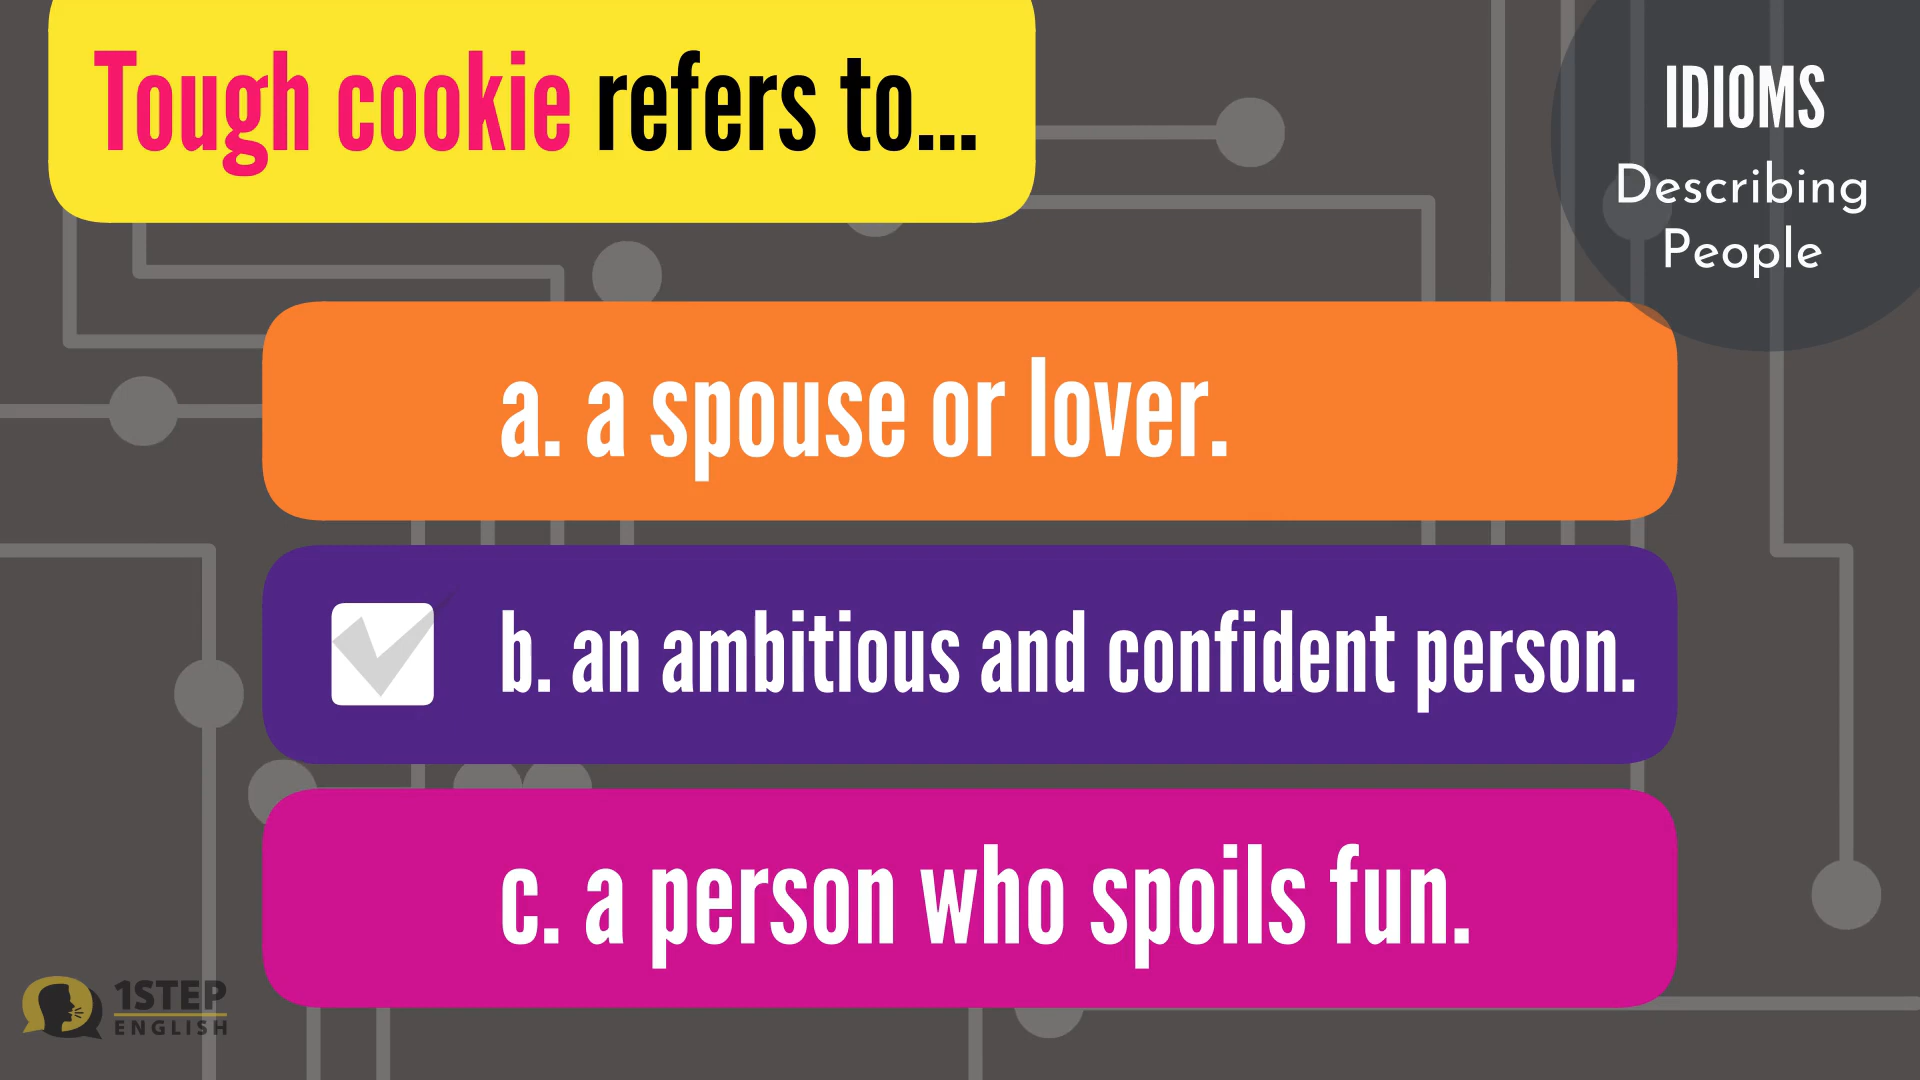 Tough cookie refers to...
IDIOMS
Describing
People
a. a spouse or lover.
b. an ambitious and confident person.
c. a person who spoils fun.
1STEP
ENGLISH